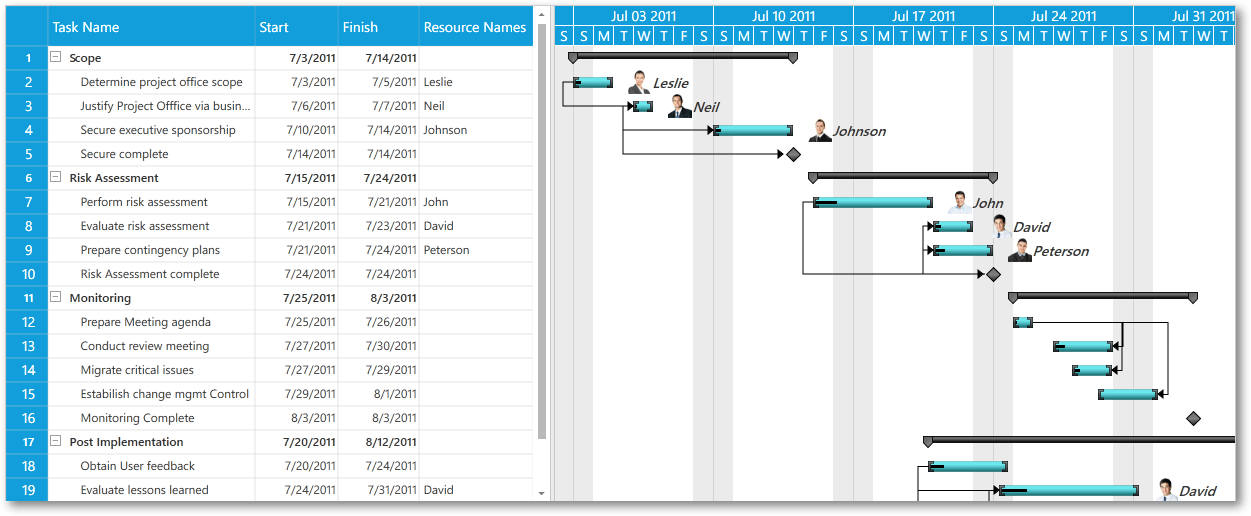 Task Name Start Finish Resource Names Jul 03 2011 Jul 10 2011 Jul 17 2011 Jul 24 2011 Jul 31 2011
S S M T W T F S S M T W T F S S M T W T F S S M T W T F S S M T W T
1 Scope 7/3/2011 7/14/2011
2 Determine project office scope 7/3/2011 7/5/2011 Leslie Leslie
3 Justify Project Offfice via busin... 7/6/2011 7/7/2011 Neil Neil
4 Secure executive sponsorship 7/10/2011 7/14/2011 Johnson Johnson
5 Secure complete 7/14/2011 7/14/2011
6 Risk Assessment 7/15/2011 7/24/2011
7 Perform risk assessment 7/15/2011 7/21/2011 John John
8 Evaluate risk assessment 7/21/2011 7/23/2011 David David
9 Prepare contingency plans 7/21/2011 7/24/2011 Peterson Peterson
10 Risk Assessment complete 7/24/2011 7/24/2011
11 Monitoring 7/25/2011 8/3/2011
12 Prepare Meeting agenda 7/25/2011 7/26/2011
13 Conduct review meeting 7/27/2011 7/30/2011
14 Migrate critical issues 7/27/2011 7/29/2011
15 Estabilish change mgmt Control 7/29/2011 8/1/2011
16 Monitoring Complete 8/3/2011 8/3/2011
17 Post Implementation 7/20/2011 8/12/2011
18 Obtain User feedback 7/20/2011 7/24/2011
19 Evaluate lessons learned 7/24/2011 7/31/2011 David David